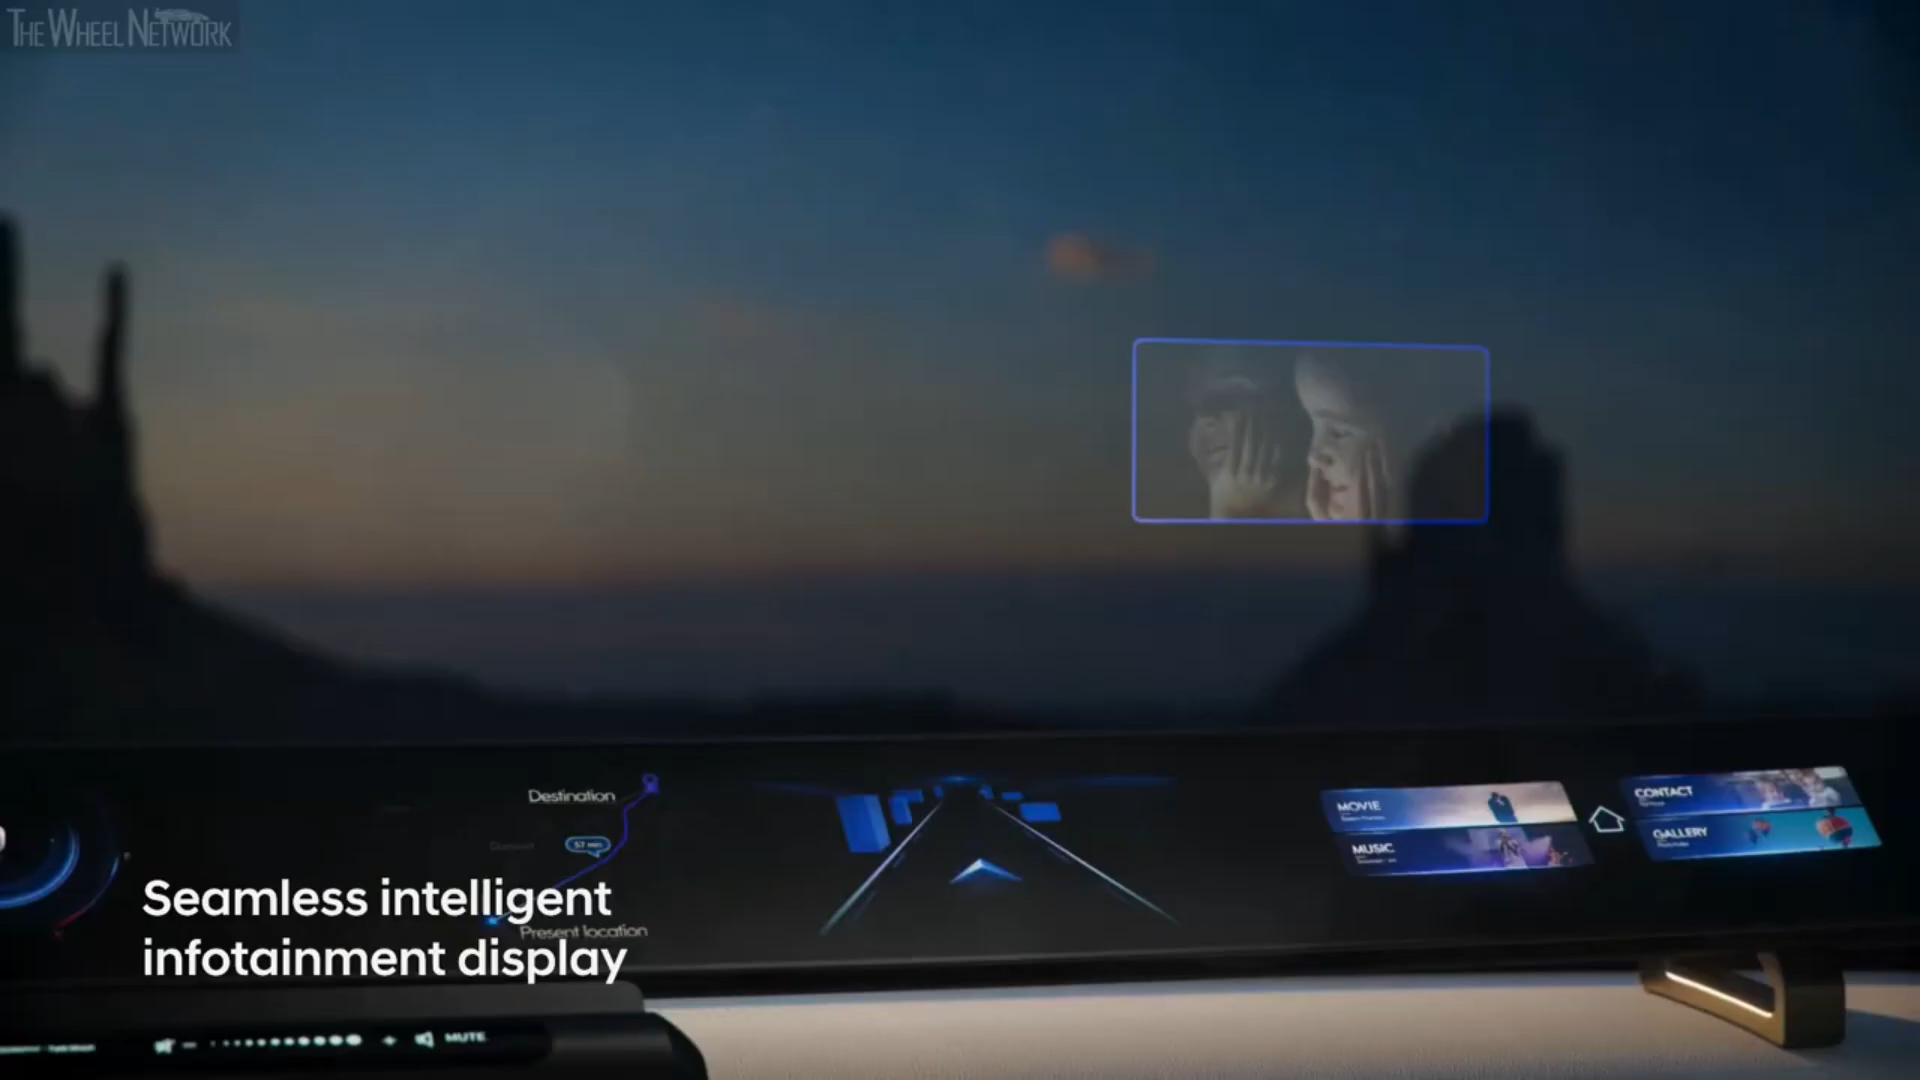 THE WHEEL NETWORK
Destination
57 min
MOVIE
MUSIC
CONTACT
GALLERY
Seamless intelligent
infotainment display
Present location
MUTE